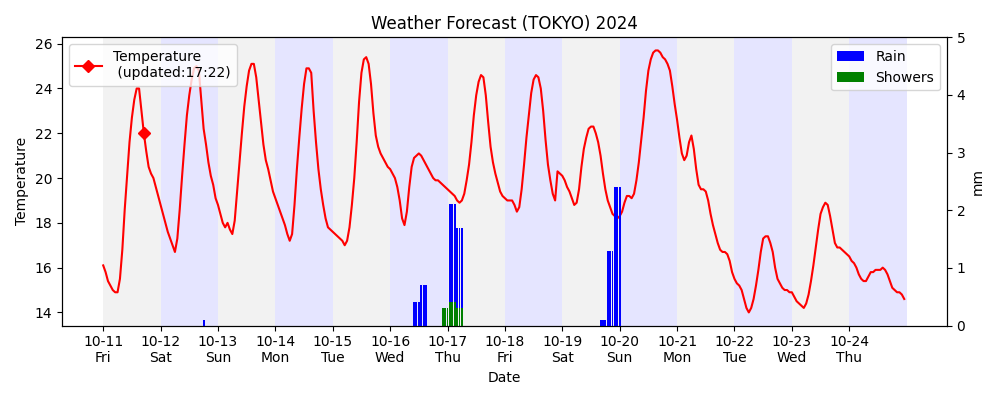 Weather Forecast (TOKYO) 2024
Temperature
(updated:17:22)
Rain
Showers
Temperature
26
24
22
20
18
16
14
5
4
3
2
1
0
mm
10-11 10-12 10-13 10-14 10-15 10-16 10-17 10-18 10-19 10-20 10-21 10-22 10-23 10-24
Fri Sat Sun Mon Tue Wed Thu Fri Sat Sun Mon Tue Wed Thu
Date